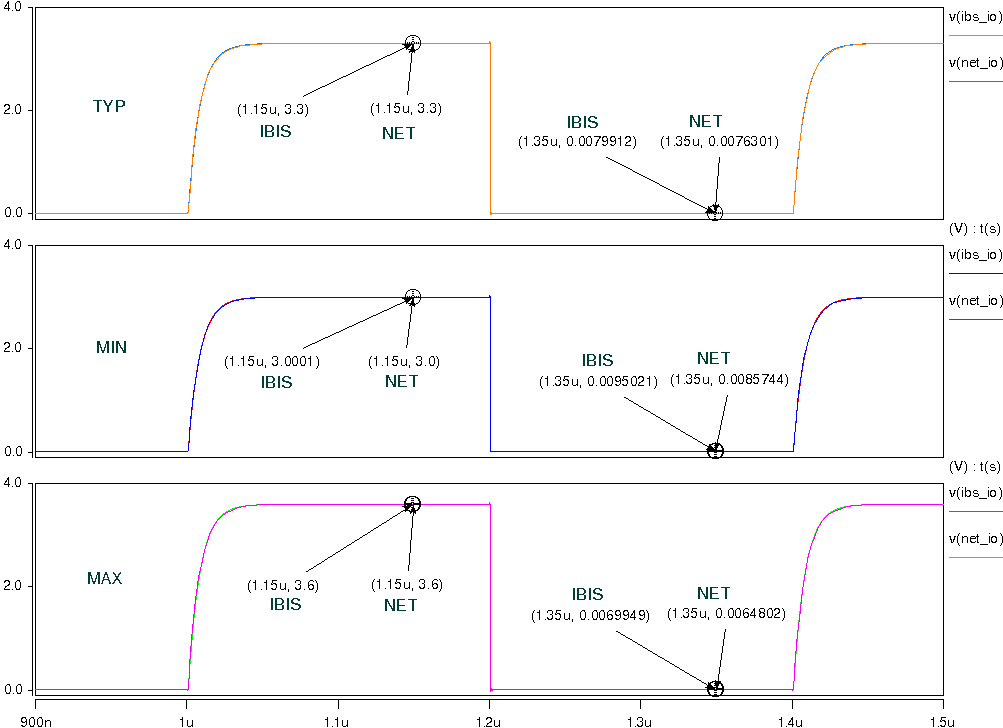 4.0
v(ibs_io)
v(net_io)
TYP
(1.15u, 3.3) (1.15u, 3.3)
2.0
IBIS NET
IBIS NET
(1.35u, 0.0079912) (1.35u, 0.0076301)
0.0
(V) : t(s)
4.0
v(ibs_io)
v(net_io)
MIN
2.0
(1.15u, 3.0001) (1.15u, 3.0)
IBIS NET
IBIS NET
(1.35u, 0.0095021) (1.35u, 0.0085744)
0.0
(V) : t(s)
4.0
v(ibs_io)
v(net_io)
MAX
2.0
(1.15u, 3.6) (1.15u, 3.6)
IBIS NET
IBIS NET
(1.35u, 0.0069949) (1.35u, 0.0064802)
0.0
900n 1u 1.1u 1.2u 1.3u 1.4u 1.5u